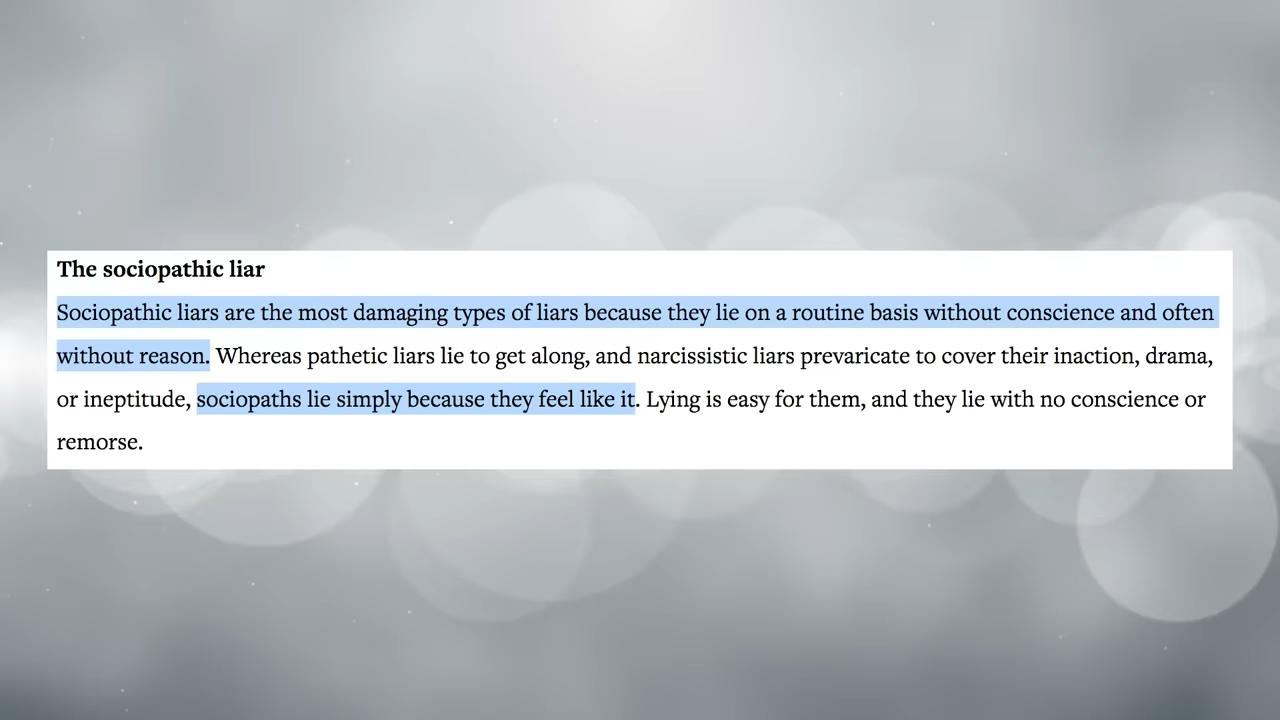 The sociopathic liar
Sociopathic liars are the most damaging types of liars because they lie on a routine basis without conscience and often
without reason. Whereas pathetic liars lie to get along, and narcissistic liars prevaricate to cover their inaction, drama,
or ineptitude, sociopaths lie simply because they feel like it. Lying is easy for them, and they lie with no conscience or
remorse.